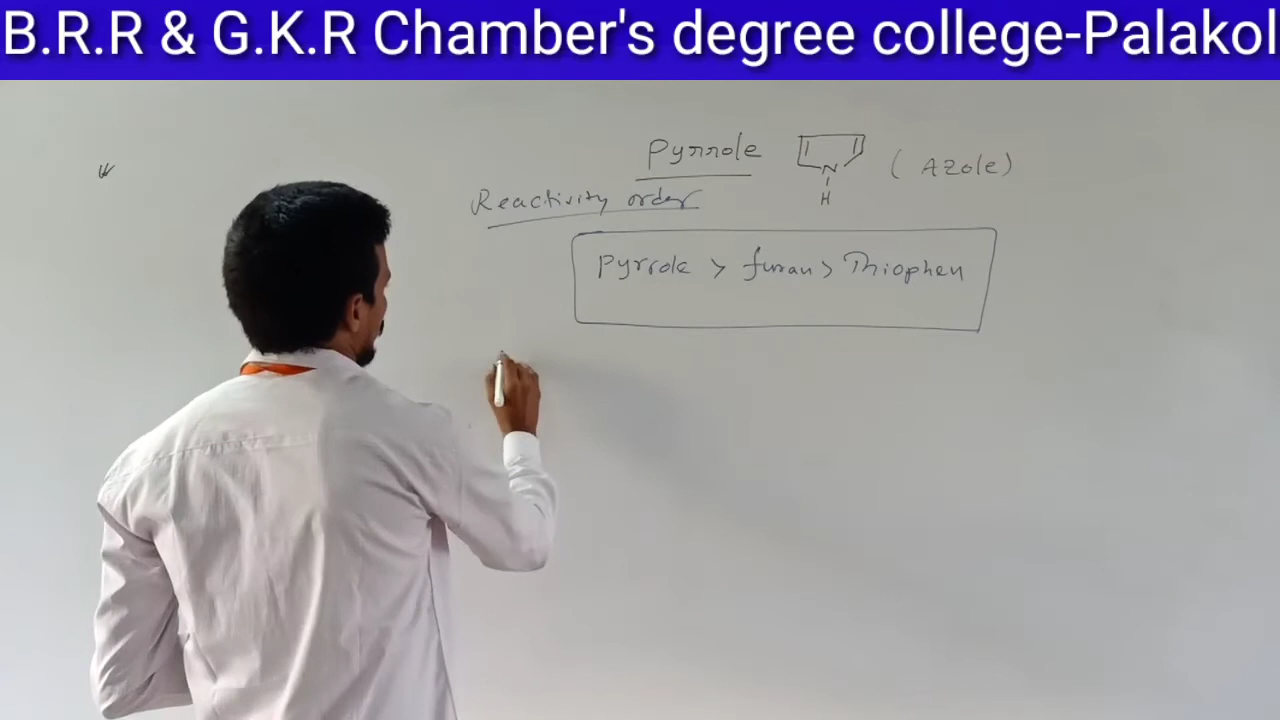 B.R.R & G.K.R Chamber's degree college-Palakol
Pyrrole
N
H
(Azole)
Reactivity order
Pyrrole > furan > Thiophen